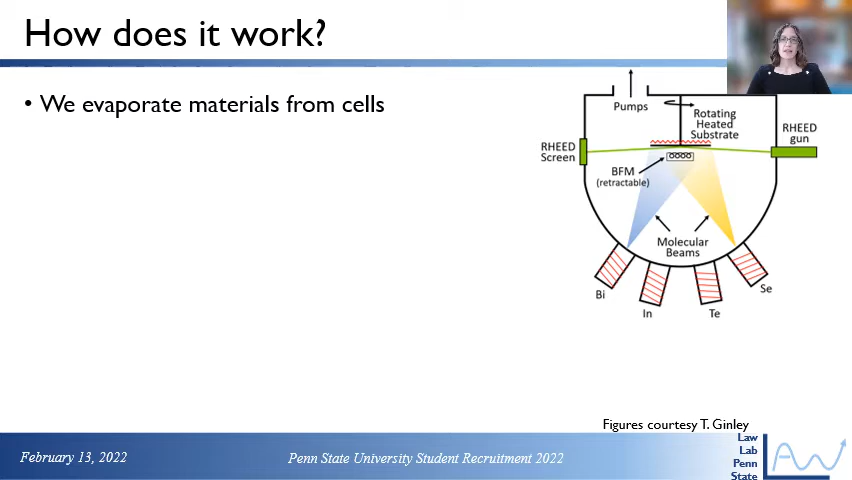 How does it work?
• We evaporate materials from cells
Pumps
Rotating
Heated
Substrate
RHEED
gun
RHEED
Screen
BFM
(retractable)
Molecular
Beams
Bi
In
Te
Se
Figures courtesy T. Ginley
February 13, 2022
Penn State University Student Recruitment 2022
Law
Lab
Penn
State